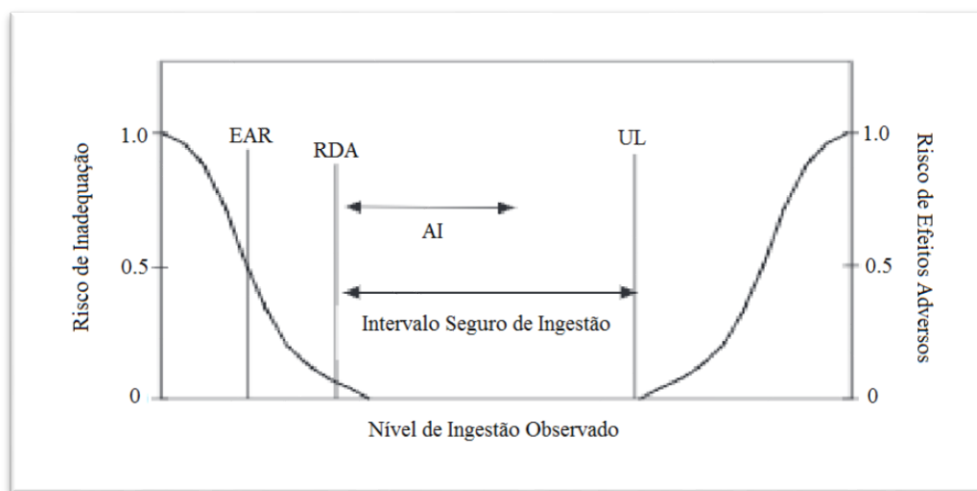 1.0
EAR
RDA
UL
1.0
AI
0.5
0.5
Intervalo Seguro de Ingestão
0
0
Nível de Ingestão Observado
Risco de Inadequação
Risco de Efeitos Adversos